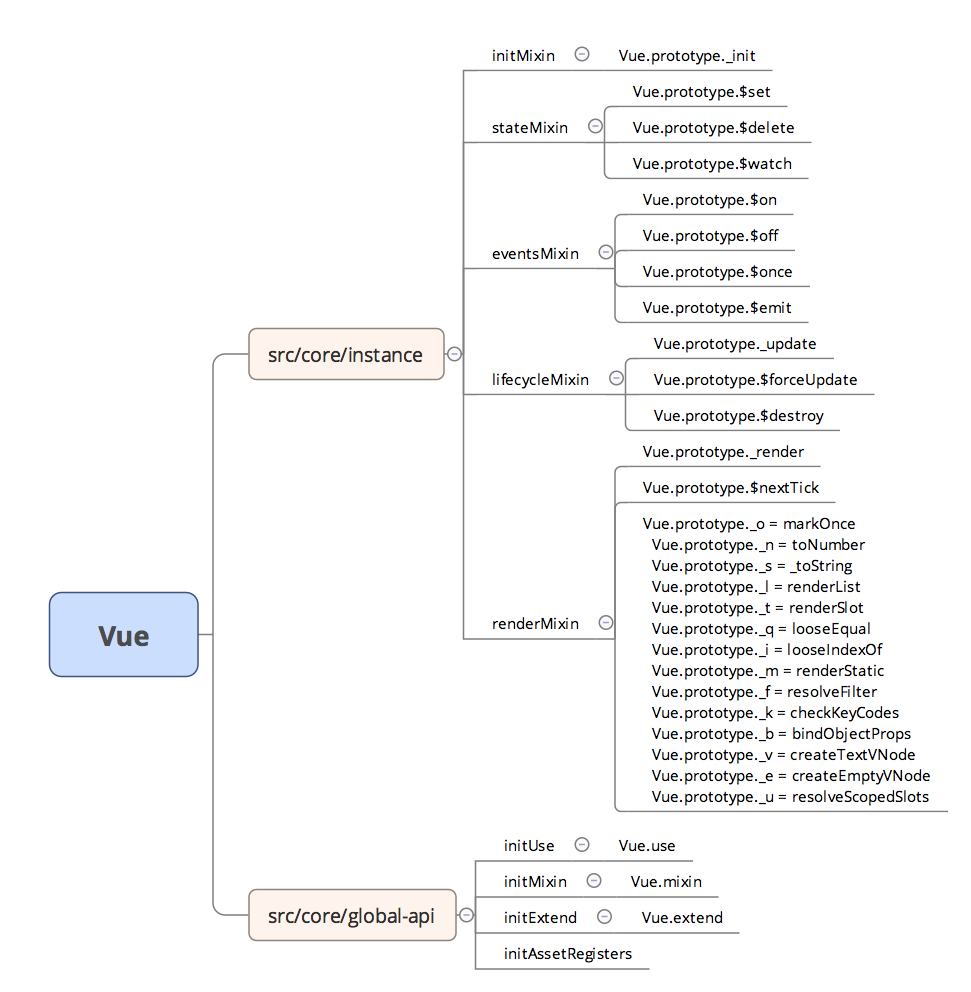 Vue
src/core/instance
initMixin
Vue.prototype._init
stateMixin
Vue.prototype.$set
Vue.prototype.$delete
Vue.prototype.$watch
eventsMixin
Vue.prototype.$on
Vue.prototype.$off
Vue.prototype.$once
Vue.prototype.$emit
lifecycleMixin
Vue.prototype._update
Vue.prototype.$forceUpdate
Vue.prototype.$destroy
renderMixin
Vue.prototype._render
Vue.prototype.$nextTick
Vue.prototype._o = markOnce
Vue.prototype._n = toNumber
Vue.prototype._s = _toString
Vue.prototype._l = renderList
Vue.prototype._t = renderSlot
Vue.prototype._q = looseEqual
Vue.prototype._i = looseIndexOf
Vue.prototype._m = renderStatic
Vue.prototype._f = resolveFilter
Vue.prototype._k = checkKeyCodes
Vue.prototype._b = bindObjectProps
Vue.prototype._v = createTextVNode
Vue.prototype._e = createEmptyVNode
Vue.prototype._u = resolveScopedSlots
src/core/global-api
initUse
Vue.use
initMixin
Vue.mixin
initExtend
Vue.extend
initAssetRegisters